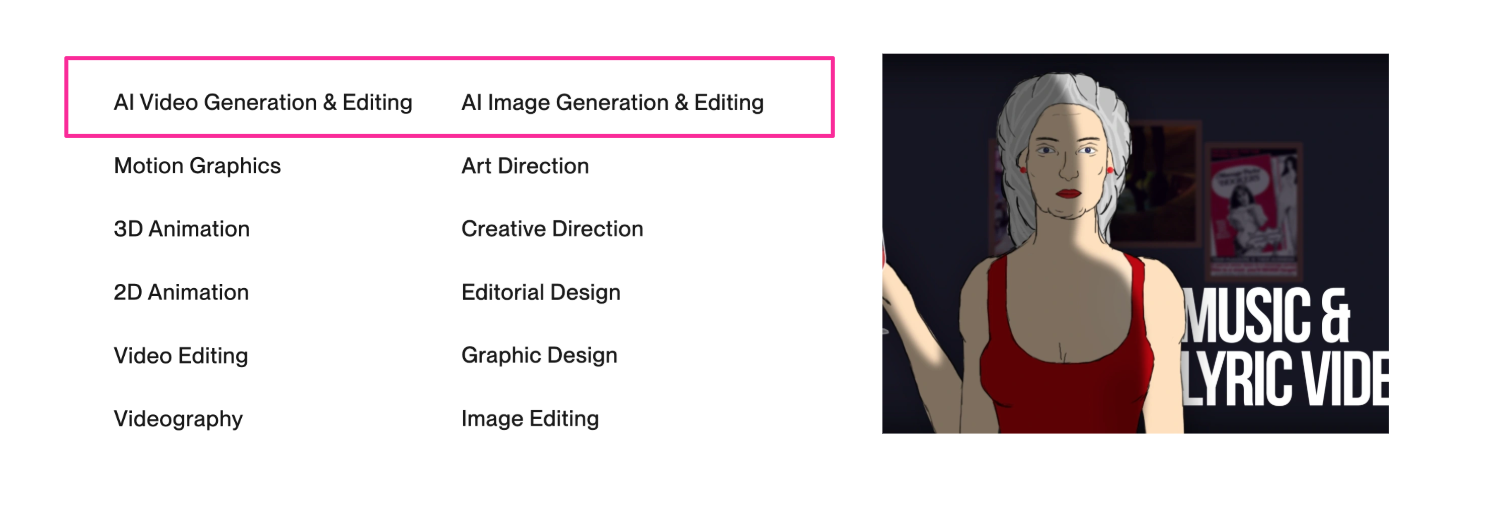 AI Video Generation & Editing
Motion Graphics
3D Animation
2D Animation
Video Editing
Videography
AI Image Generation & Editing
Art Direction
Creative Direction
Editorial Design
Graphic Design
Image Editing
MUSIC &
LYRIC VIDE